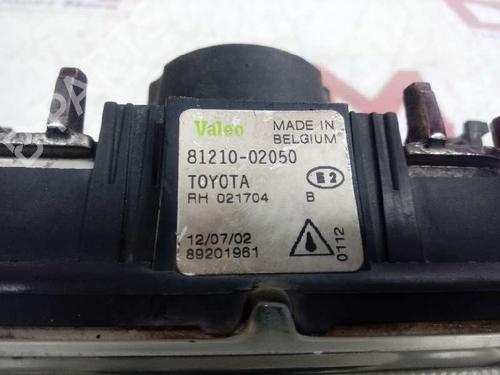 Valeo MADE IN
BELGIUM
81210-02050
TOYOTA E2
RH 021704 B
12/07/02
89201961
0112